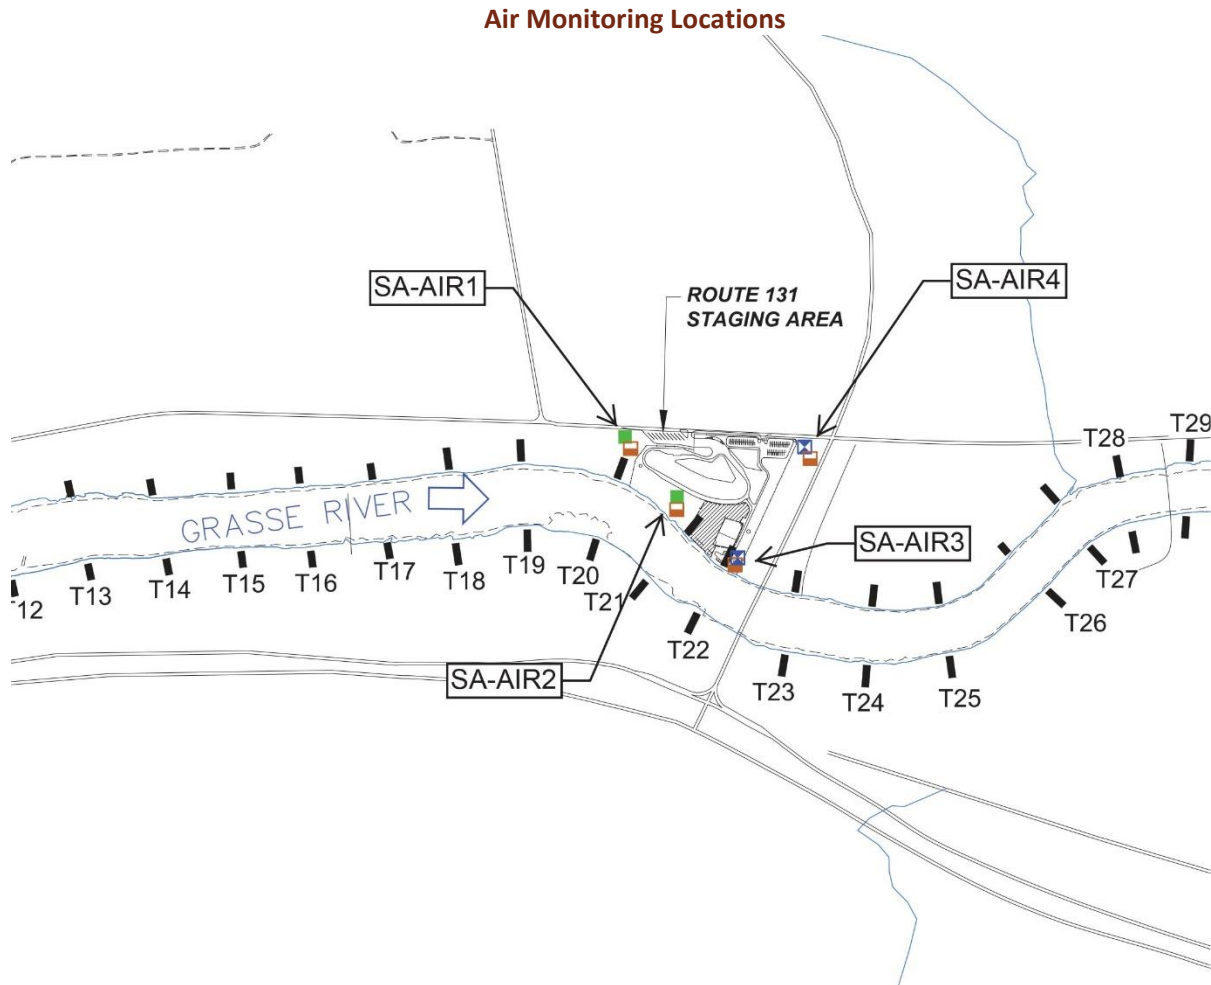 Air Monitoring Locations
SA-AIR1
ROUTE 131
STAGING AREA
SA-AIR4
T28
T29
GRASSE RIVER
SA-AIR3
T12
T13
T14
T15
T16
T17
T18
T19
T20
T21
T22
T23
T24
T25
T26
T27
SA-AIR2